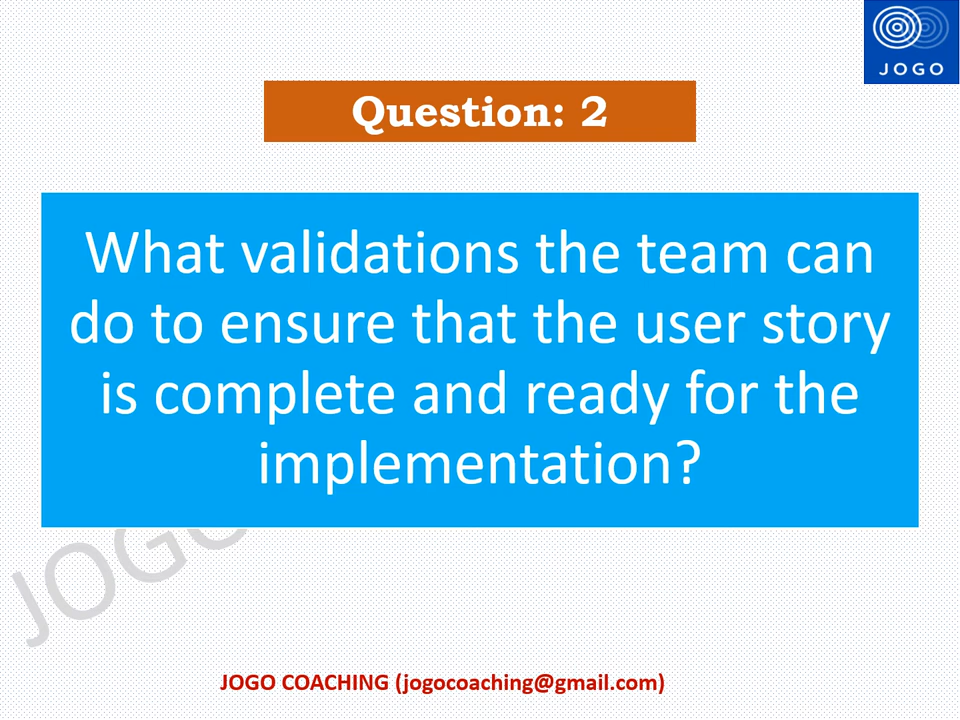 JOGO
Question: 2
What validations the team can
do to ensure that the user story
is complete and ready for the
implementation?
JOGO
JOGO COACHING (jogocoaching@gmail.com)